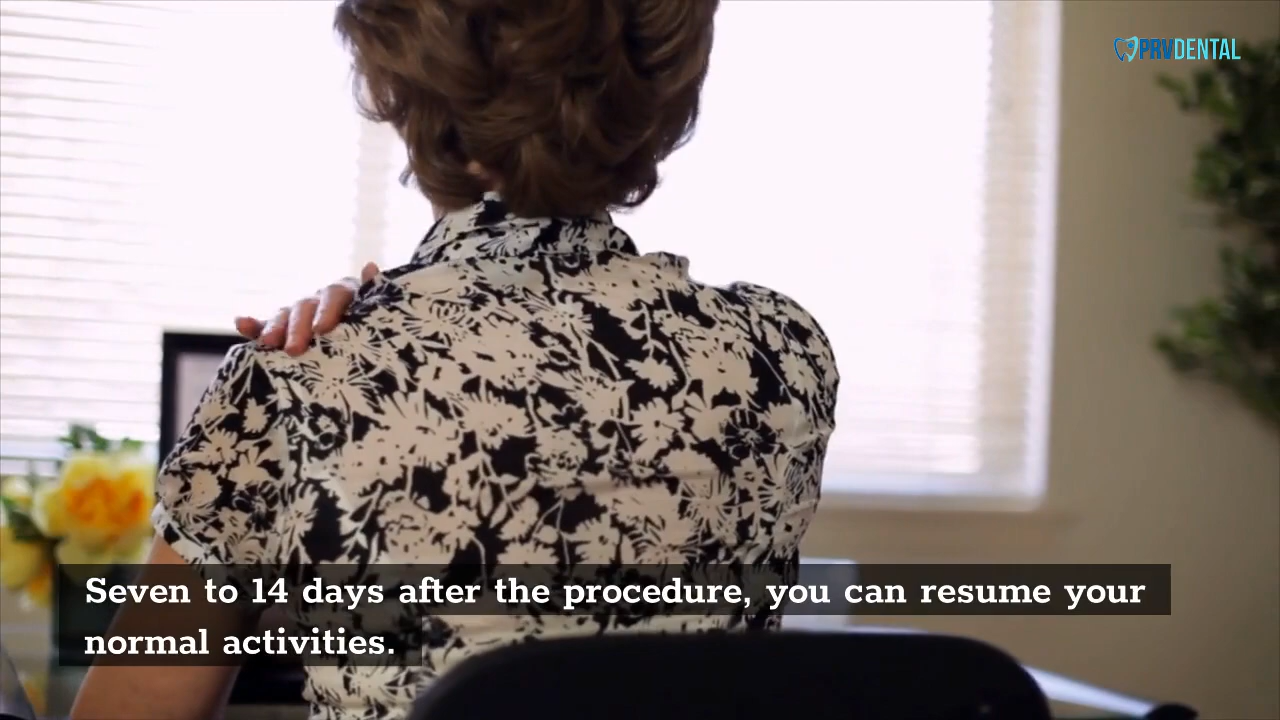 PRVDENTAL
Seven to 14 days after the procedure, you can resume your
normal activities.